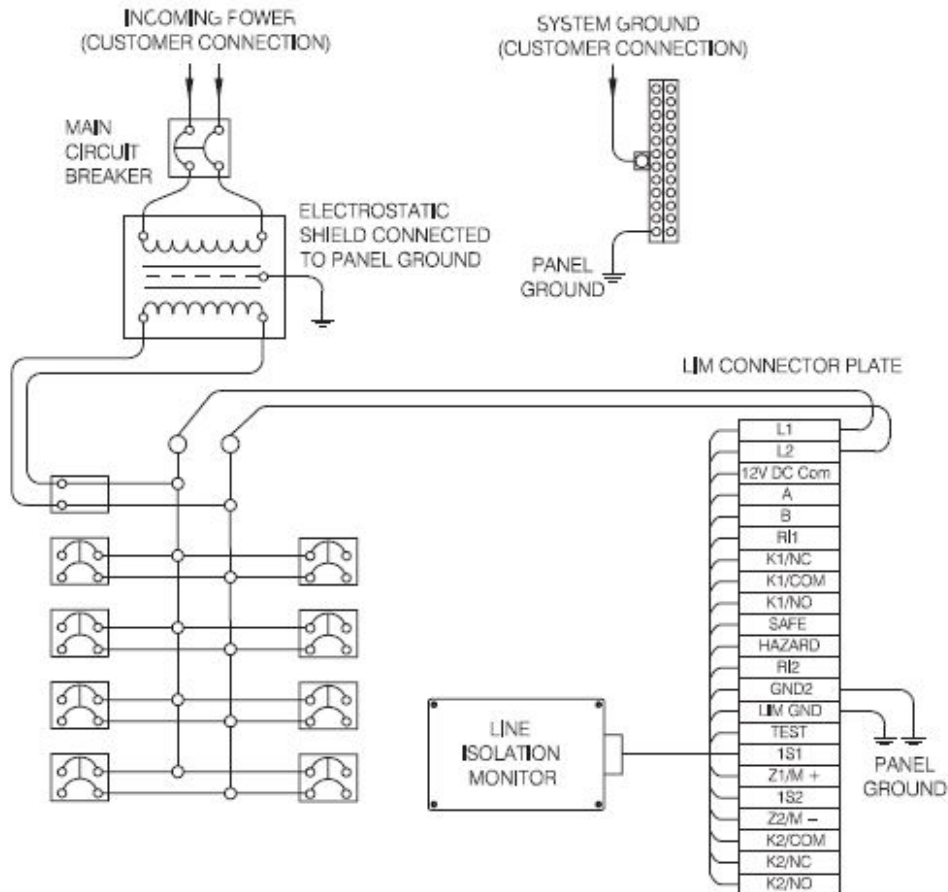 INCOMING FOWER
(CUSTOMER CONNECTION)
SYSTEM GROUND
(CUSTOMER CONNECTION)
MAIN
CIRCUIT
BREAKER
ELECTROSTATIC
SHIELD CONNECTED
TO PANEL GROUND
PANEL
GROUND
LIM CONNECTOR PLATE
L1
L2
12V DC Com
A
B
RI1
K1/NC
K1/COM
K1/NO
SAFE
HAZARD
RI2
GND2
LIM GND
TEST
1S1
Z1/M +
1S2
Z2/M –
K2/COM
K2/NC
K2/NO
LINE
ISOLATION
MONITOR
PANEL
GROUND